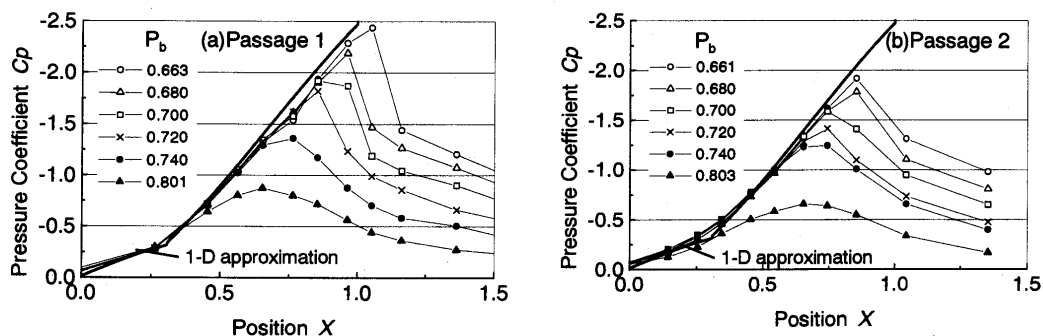 (a)Passage 1
Pressure Coefficient Cp
-2.5
-2.0
-1.5
-1.0
-0.5
0.0
Pb
0.663
0.680
0.700
0.720
0.740
0.801
1-D approximation
0.0 0.5 1.0 1.5
Position X
(b)Passage 2
Pressure Coefficient Cp
-2.5
-2.0
-1.5
-1.0
-0.5
0.0
Pb
0.661
0.680
0.700
0.720
0.740
0.803
1-D approximation
0.0 0.5 1.0 1.5
Position X